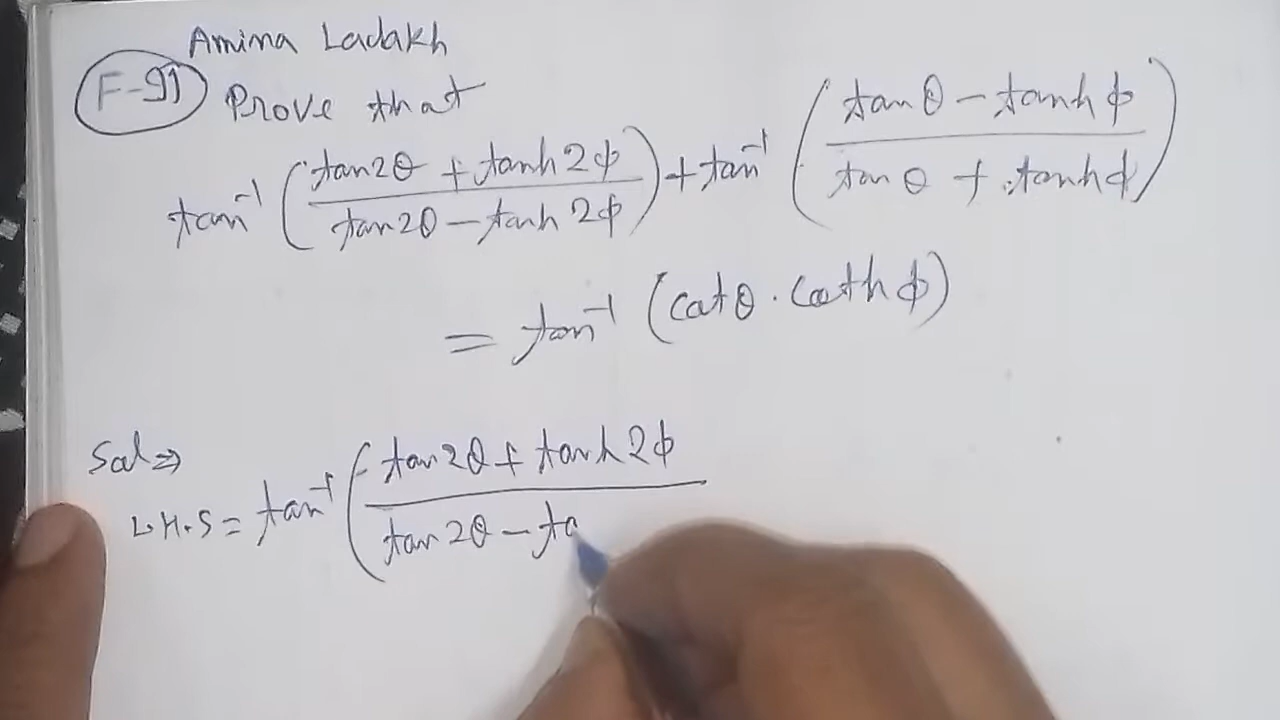 Amina Ladakh
F-91 Prove that
tan⁻¹ (tan2θ + tanh2ϕ / tan2θ − tanh2ϕ) + tan⁻¹ (tanθ − tanhϕ / tanθ + tanhϕ)
= tan⁻¹ (cotθ . cothϕ)
Sol ⇒
L.H.S = tan⁻¹ (tan2θ + tanh2ϕ / tan2θ − ta